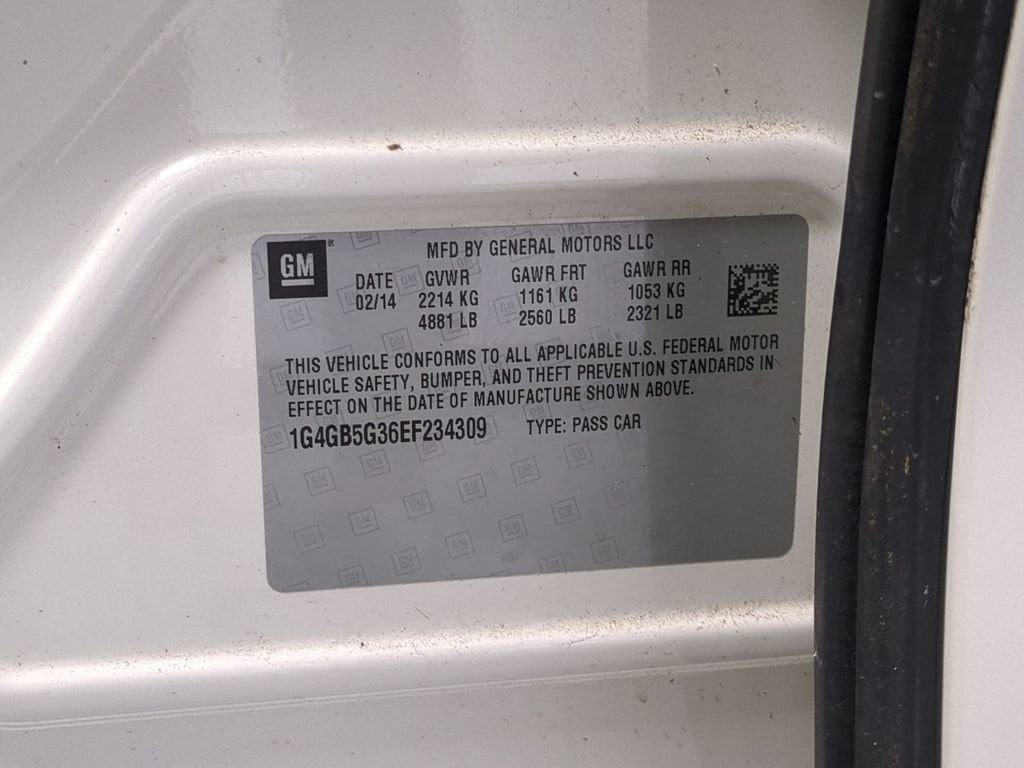 GM®
MFD BY GENERAL MOTORS LLC
DATE GVWR GAWR FRT GAWR RR
02/14 2214 KG 1161 KG 1053 KG
4881 LB 2560 LB 2321 LB
THIS VEHICLE CONFORMS TO ALL APPLICABLE U.S. FEDERAL MOTOR
VEHICLE SAFETY, BUMPER, AND THEFT PREVENTION STANDARDS IN
EFFECT ON THE DATE OF MANUFACTURE SHOWN ABOVE.
1G4GB5G36EF234309 TYPE: PASS CAR